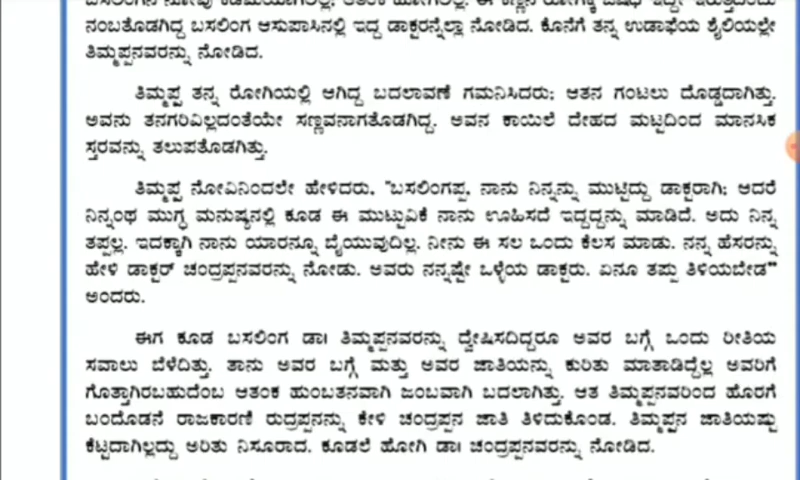 ನಂಬತೊಡಗಿದ್ದ ಬಸಲಿಂಗ ಆಸುಪಾಸಿನಲ್ಲಿ ಇದ್ದ ಡಾಕ್ಟರನ್ನೆಲ್ಲಾ ನೋಡಿದ. ಕೊನೆಗೆ ತನ್ನ ಉಡಾಫೆಯ ಶೈಲಿಯಲ್ಲೇ
ತಿಮ್ಮಪ್ಪನವರನ್ನು ನೋಡಿದ.
ತಿಮ್ಮಪ್ಪ ತನ್ನ ರೋಗಿಯಲ್ಲಿ ಆಗಿದ್ದ ಬದಲಾವಣೆ ಗಮನಿಸಿದರು; ಆತನ ಗಂಟಲು ದೊಡ್ಡದಾಗಿತ್ತು.
ಅವನು ತನಗರಿವಿಲ್ಲದಂತೆಯೇ ಸಣ್ಣವನಾಗತೊಡಗಿದ್ದ. ಅವನ ಕಾಯಿಲೆ ದೇಹದ ಮಟ್ಟದಿಂದ ಮಾನಸಿಕ
ಸ್ತರವನ್ನು ತಲುಪತೊಡಗಿತ್ತು.
ತಿಮ್ಮಪ್ಪ ನೋವಿನಿಂದಲೇ ಹೇಳಿದರು, "ಬಸಲಿಂಗಪ್ಪ, ನಾನು ನಿನ್ನನ್ನು ಮುಟ್ಟಿದ್ದು ಡಾಕ್ಟರಾಗಿ; ಆದರೆ
ನಿನ್ನಂಥ ಮುಗ್ಧ ಮನುಷ್ಯನಲ್ಲಿ ಕೂಡ ಈ ಮುಟ್ಟುವಿಕೆ ನಾನು ಊಹಿಸದೆ ಇದ್ದದ್ದನ್ನು ಮಾಡಿದೆ. ಅದು ನಿನ್ನ
ತಪ್ಪಲ್ಲ. ಇದಕ್ಕಾಗಿ ನಾನು ಯಾರನ್ನೂ ಬೈಯುವುದಿಲ್ಲ. ನೀನು ಈ ಸಲ ಒಂದು ಕೆಲಸ ಮಾಡು. ನನ್ನ ಹೆಸರನ್ನು
ಹೇಳಿ ಡಾಕ್ಟರ್ ಚಂದ್ರಪ್ಪನವರನ್ನು ನೋಡು. ಅವರು ನನ್ನಷ್ಟೇ ಒಳ್ಳೆಯ ಡಾಕ್ಟರು. ಏನೂ ತಪ್ಪು ತಿಳಿಯಬೇಡ"
ಅಂದರು.
ಈಗ ಕೂಡ ಬಸಲಿಂಗ ಡಾ। ತಿಮ್ಮಪ್ಪನವರನ್ನು ದ್ವೇಷಿಸದಿದ್ದರೂ ಅವರ ಬಗ್ಗೆ ಒಂದು ರೀತಿಯ
ಸವಾಲು ಬೆಳೆದಿತ್ತು. ತಾನು ಅವರ ಬಗ್ಗೆ ಮತ್ತು ಅವರ ಜಾತಿಯನ್ನು ಕುರಿತು ಮಾತಾಡಿದ್ದೆಲ್ಲ ಅವರಿಗೆ
ಗೊತ್ತಾಗಿರಬಹುದೆಂಬ ಆತಂಕ ಹುಂಬತನವಾಗಿ ಜಂಬವಾಗಿ ಬದಲಾಗಿತ್ತು. ಆತ ತಿಮ್ಮಪ್ಪನವರಿಂದ ಹೊರಗೆ
ಬಂದೊಡನೆ ರಾಜಕಾರಣಿ ರುದ್ರಪ್ಪನನ್ನು ಕೇಳಿ ಚಂದ್ರಪ್ಪನ ಜಾತಿ ತಿಳಿದುಕೊಂಡ. ತಿಮ್ಮಪ್ಪನ ಜಾತಿಯಷ್ಟು
ಕೆಟ್ಟದಾಗಿಲ್ಲದ್ದು ಅರಿತು ನಿಸೂರಾದ. ಕೂಡಲೆ ಹೋಗಿ ಡಾ। ಚಂದ್ರಪ್ಪನವರನ್ನು ನೋಡಿದ.